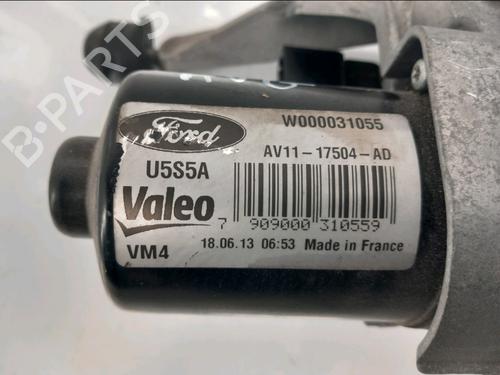 B-PARTS
Ford
W000031055
U5S5A
AV11-17504-AD
Valeo
7 909000 310559
VM4
18.06.13 06:53 Made in France